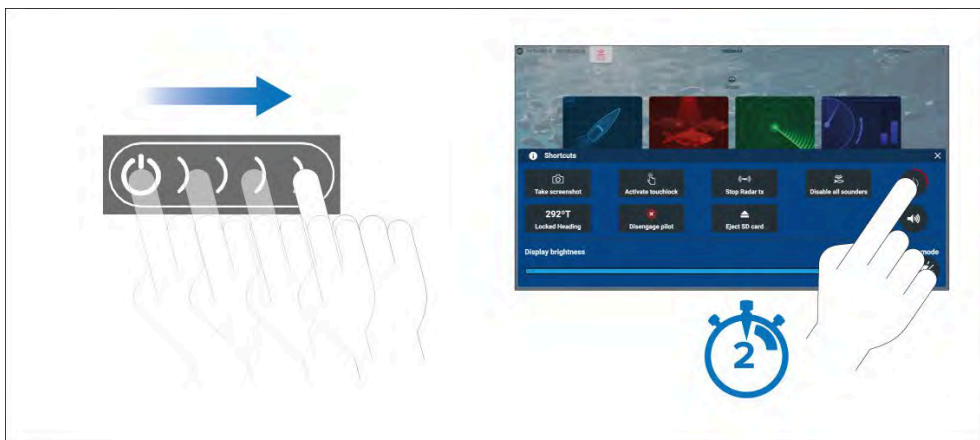 Shortcuts
Take screenshot
Activate touchlock
Stop Radar tx
Disable all sounders
292°T
Locked Heading
Disengage pilot
Eject SD card
Display brightness
mode
2